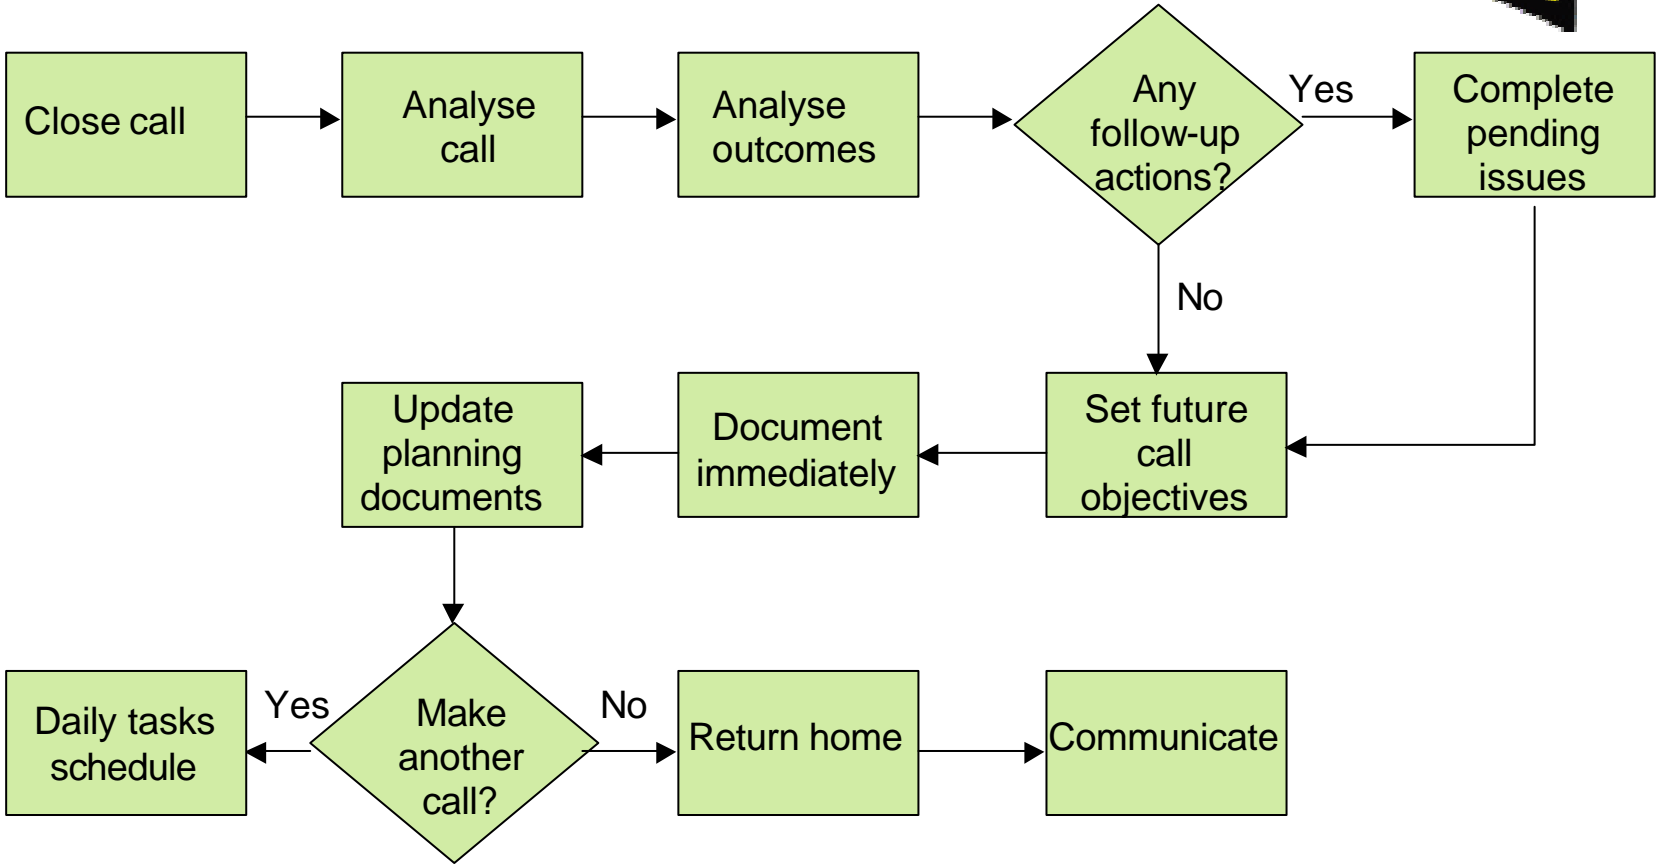 Close call
Analyse
call
Analyse
outcomes
Any
follow-up
actions?
Yes
Complete
pending
issues
No
Set future
call
objectives
Document
immediately
Update
planning
documents
Make
another
call?
Yes
Daily tasks
schedule
No
Return home
Communicate